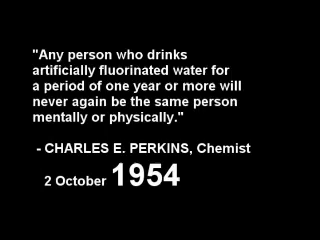 "Any person who drinks
artificially fluorinated water for
a period of one year or more will
never again be the same person
mentally or physically."
- CHARLES E. PERKINS, Chemist
2 October 1954